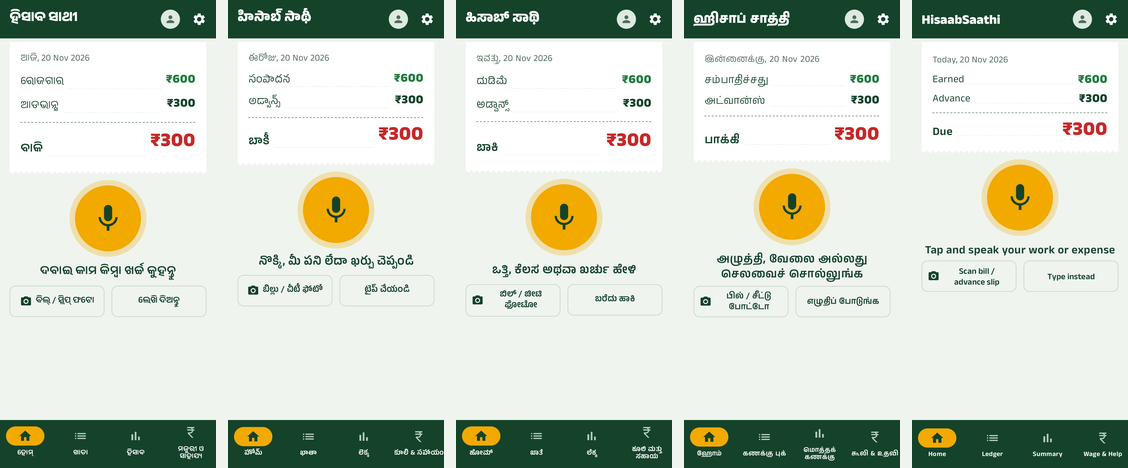 ହିସାବ ସାଥୀ
ଆଜି, 20 Nov 2026
ରୋଜଗାର ₹600
ଆଡଭାନ୍ସ ₹300
ବାକି ₹300
ଦବାଇ କାମ କିମ୍ବା ଖର୍ଚ୍ଚ କୁହନ୍ତୁ
ବିଲ୍ / ସ୍ଲିପ୍ ଫଟୋ
ଲେଖି ଦିଅନ୍ତୁ
ହୋମ୍
ଖାତା
ହିସାବ
ମଜୁରୀ ଓ
ସାହାଯ୍ୟ
హిసాబ్ సాథీ
ఈరోజు, 20 Nov 2026
సంపాదన ₹600
అడ్వాన్స్ ₹300
బాకీ ₹300
నొక్కి, మీ పని లేదా ఖర్చు చెప్పండి
బిల్లు / చీటీ ఫోటో
టైప్ చేయండి
హోమ్
ఖాతా
లెక్క
కూలీ & సహాయం
ಹಿಸಾಬ್ ಸಾಥಿ
ಇವತ್ತು, 20 Nov 2026
ದುಡಿಮೆ ₹600
ಅಡ್ವಾನ್ಸ್ ₹300
ಬಾಕಿ ₹300
ಒತ್ತಿ, ಕೆಲಸ ಅಥವಾ ಖರ್ಚು ಹೇಳಿ
ಬಿಲ್ / ಚೀಟಿ
ಫೋಟೋ
ಬರೆದು ಹಾಕಿ
ಹೋಮ್
ಖಾತೆ
ಲೆಕ್ಕ
ಕೂಲಿ ಮತ್ತು
ಸಹಾಯ
ஹிசாப் சாத்தி
இன்னைக்கு, 20 Nov 2026
சம்பாதிச்சது ₹600
அட்வான்ஸ் ₹300
பாக்கி ₹300
அழுத்தி, வேலை அல்லது
செலவைச் சொல்லுங்க
பில் / சீட்டு
போட்டோ
எழுதிப் போடுங்க
ஹோம்
கணக்கு புக்
மொத்தக்
கணக்கு
கூலி & உதவி
HisaabSaathi
Today, 20 Nov 2026
Earned ₹600
Advance ₹300
Due ₹300
Tap and speak your work or expense
Scan bill /
advance slip
Type instead
Home
Ledger
Summary
Wage & Help